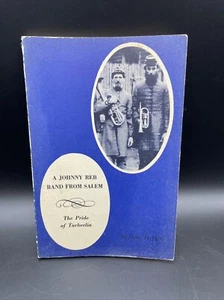 A JOHNNY REB
BAND FROM SALEM
The Pride
of Tarheelia